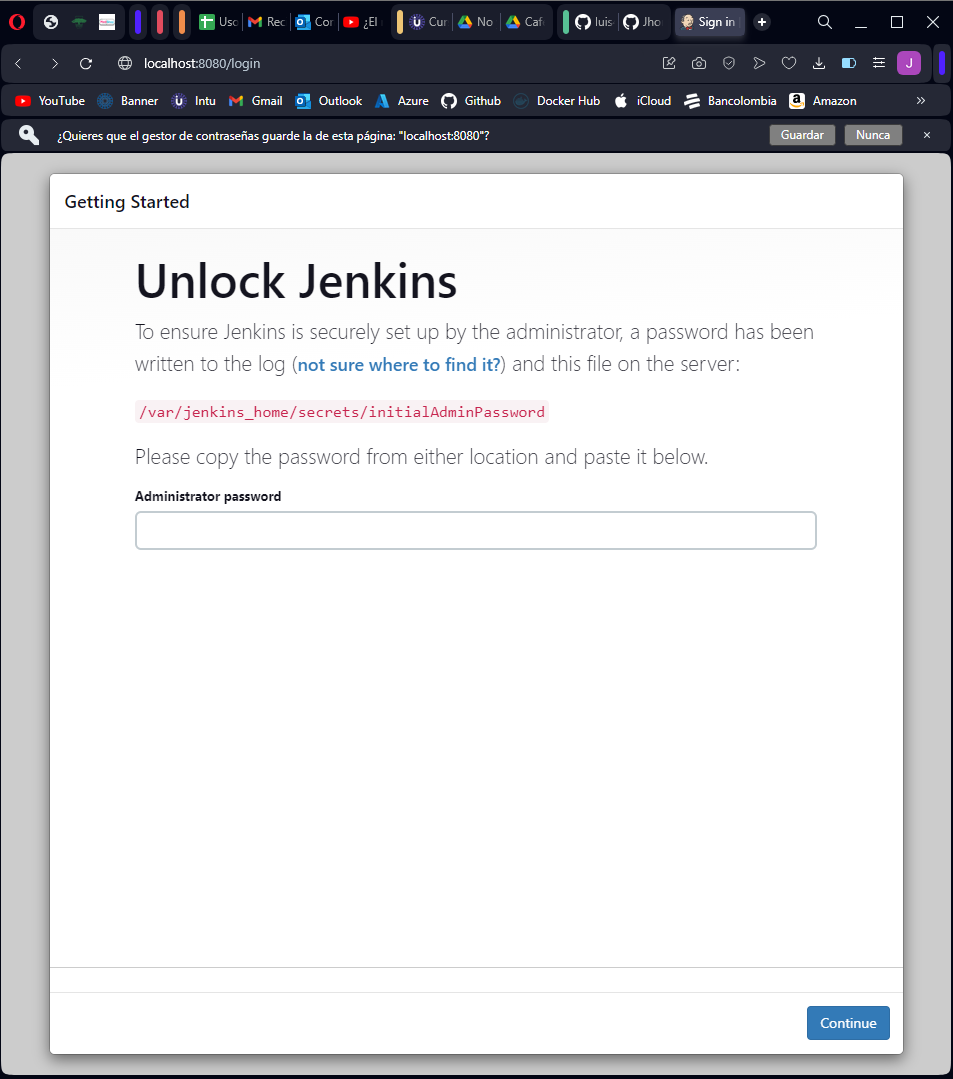 Usc
Rec
Cor
¿El
Cur
No
Cafe
luis
Jho
Sign in
localhost:8080/login
J
YouTube
Banner
Intu
Gmail
Outlook
Azure
Github
Docker Hub
iCloud
Bancolombia
Amazon
¿Quieres que el gestor de contraseñas guarde la de esta página: "localhost:8080"?
Guardar
Nunca
Getting Started
Unlock Jenkins
To ensure Jenkins is securely set up by the administrator, a password has been
written to the log (not sure where to find it?) and this file on the server:
/var/jenkins_home/secrets/initialAdminPassword
Please copy the password from either location and paste it below.
Administrator password
Continue